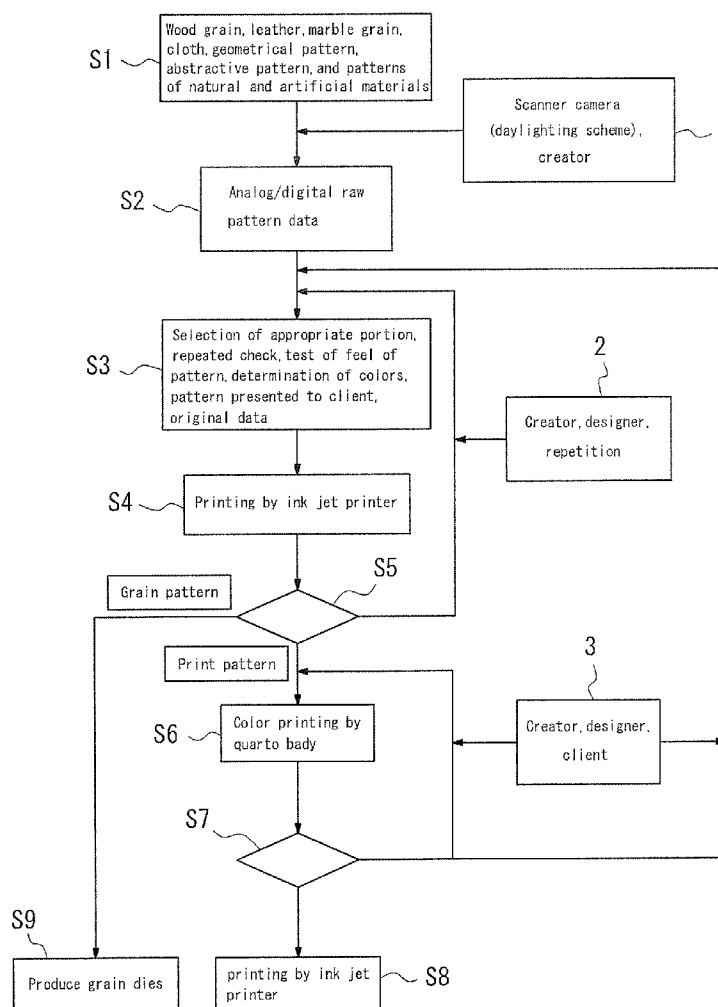 S1
Wood grain, leather, marble grain,
cloth, geometrical pattern,
abstractive pattern, and patterns
of natural and artificial materials
Scanner camera
(daylighting scheme),
creator
S2
Analog/digital raw
pattern data
S3
Selection of appropriate portion,
repeated check, test of feel of
pattern, determination of colors,
pattern presented to client,
original data
2
Creator, designer,
repetition
S4
Printing by ink jet printer
S5
Grain pattern
Print pattern
3
S6
Color printing by
quarto bady
Creator, designer,
client
S7
S9
Produce grain dies
printing by ink jet
printer
S8